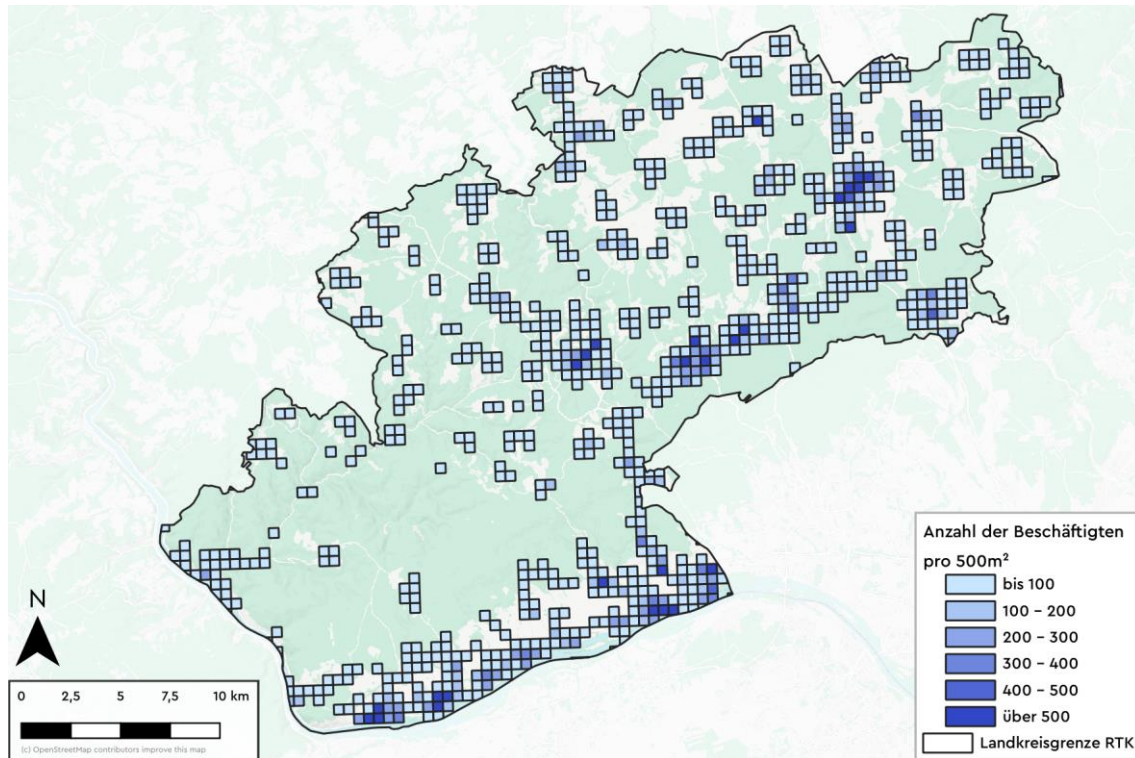 N
0 2,5 5 7,5 10 km
(c) OpenStreetMap contributors improve this map
Anzahl der Beschäftigten
pro 500m²
bis 100
100 - 200
200 - 300
300 - 400
400 - 500
über 500
Landkreisgrenze RTK